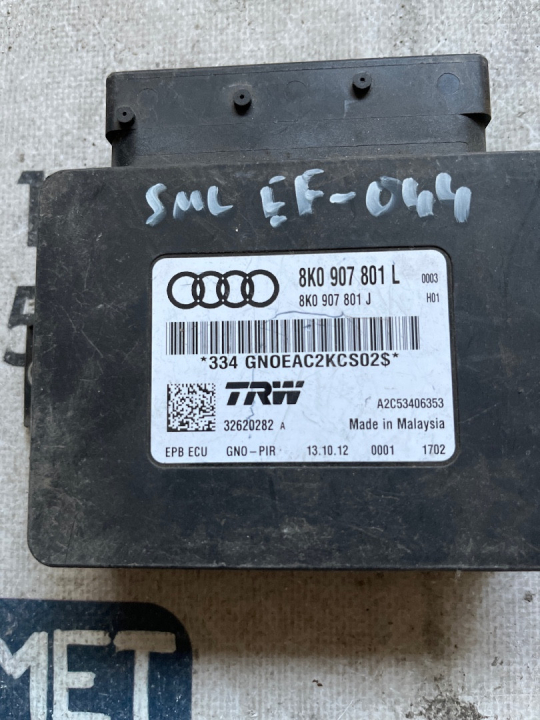 SML EF-044
8K0 907 801 L 0003
8K0 907 801 J H01
*334 GNOEAC2KCS02$*
TRW
A2C53406353
32620282 A Made in Malaysia
EPB ECU GNO-PIR 13.10.12 0001 1702
MET